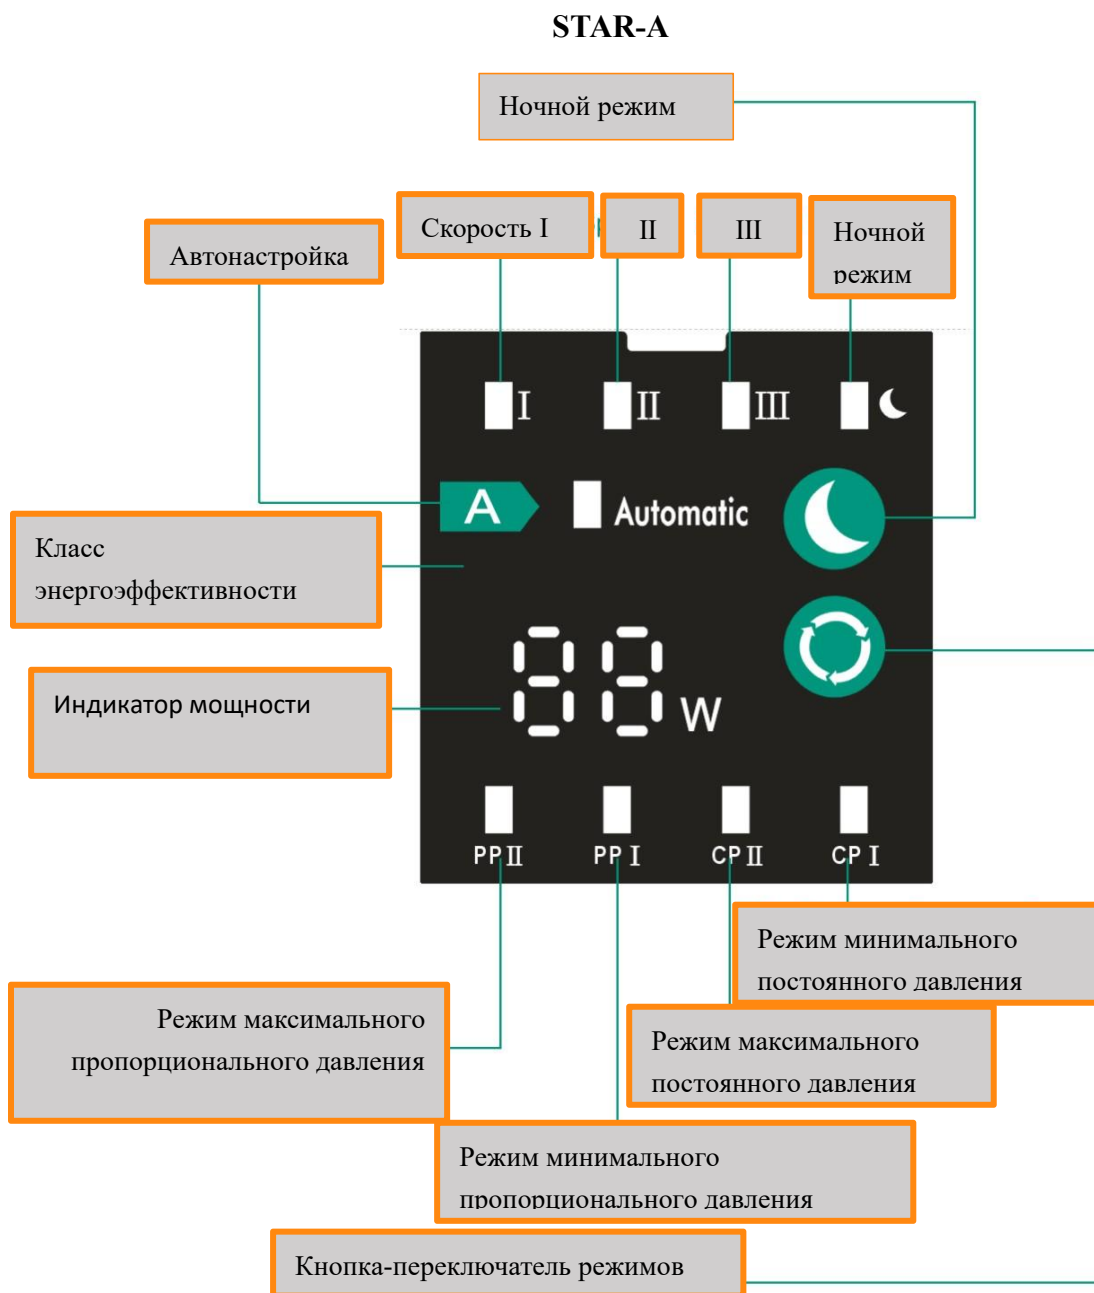 STAR-A
Ночной режим
Скорость I
II
III
Ночной
режим
Автонастройка
I
II
III
A
Automatic
Класс
энергоэффективности
88 W
Индикатор мощности
PP II
PP I
CP II
CP I
Режим минимального
постоянного давления
Режим максимального
пропорционального давления
Режим максимального
постоянного давления
Режим минимального
пропорционального давления
Кнопка-переключатель режимов